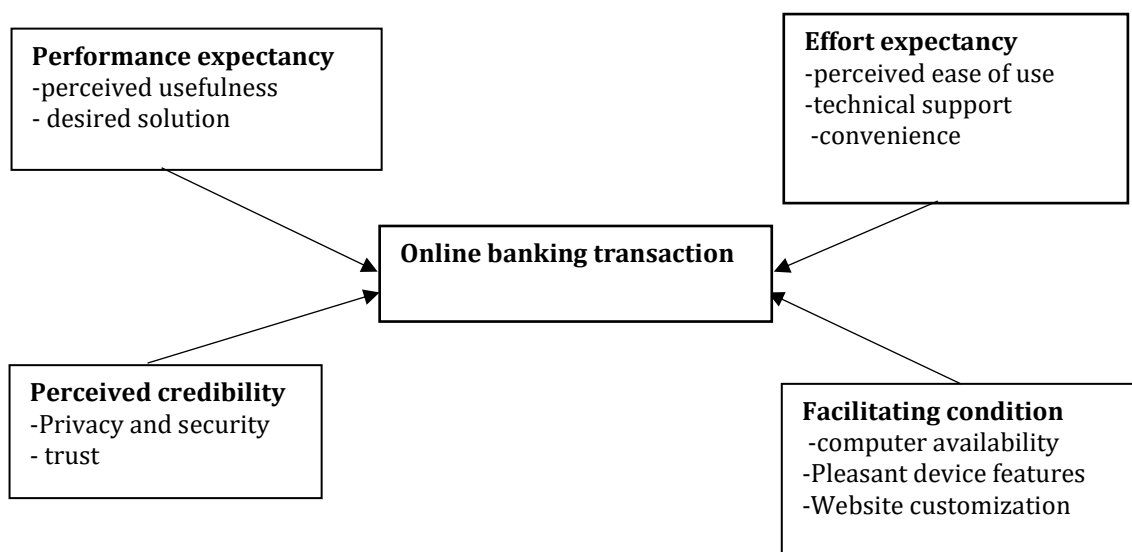 Performance expectancy
-perceived usefulness
- desired solution
Effort expectancy
-perceived ease of use
-technical support
-convenience
Online banking transaction
Perceived credibility
-Privacy and security
- trust
Facilitating condition
-computer availability
-Pleasant device features
-Website customization